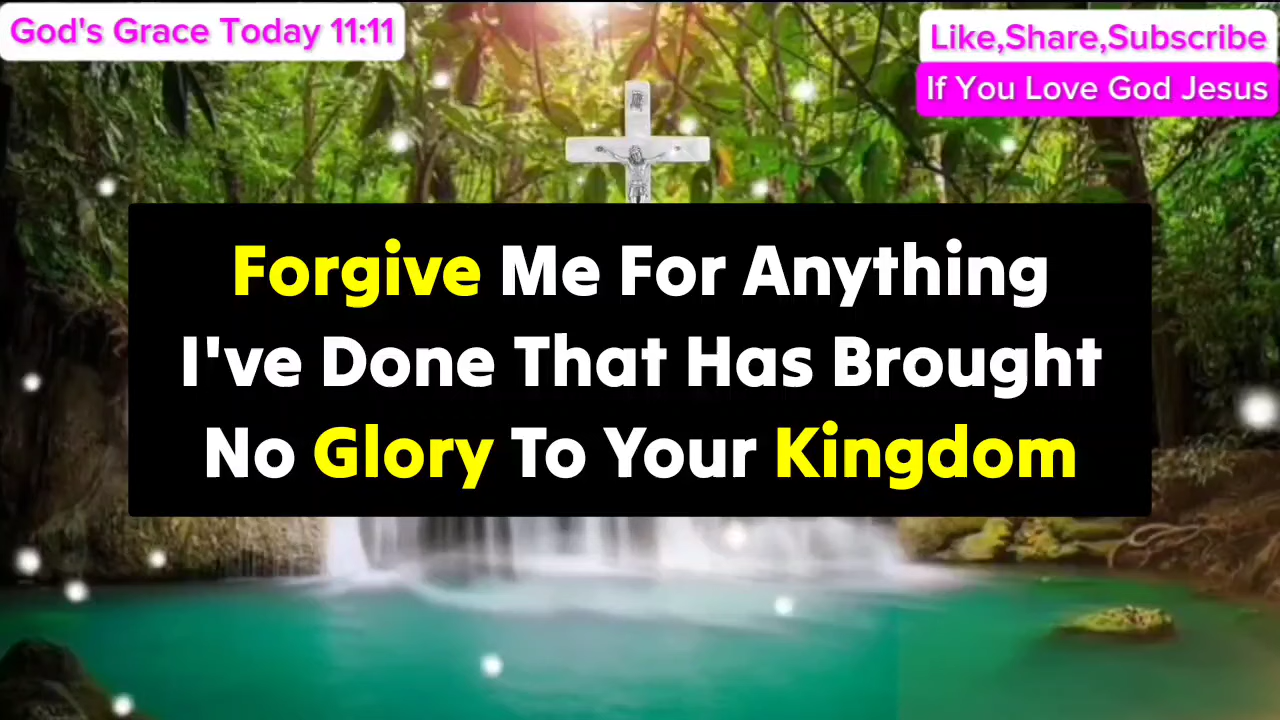 God's Grace Today 11:11
Like,Share,Subscribe
If You Love God Jesus
Forgive Me For Anything
I've Done That Has Brought
No Glory To Your Kingdom